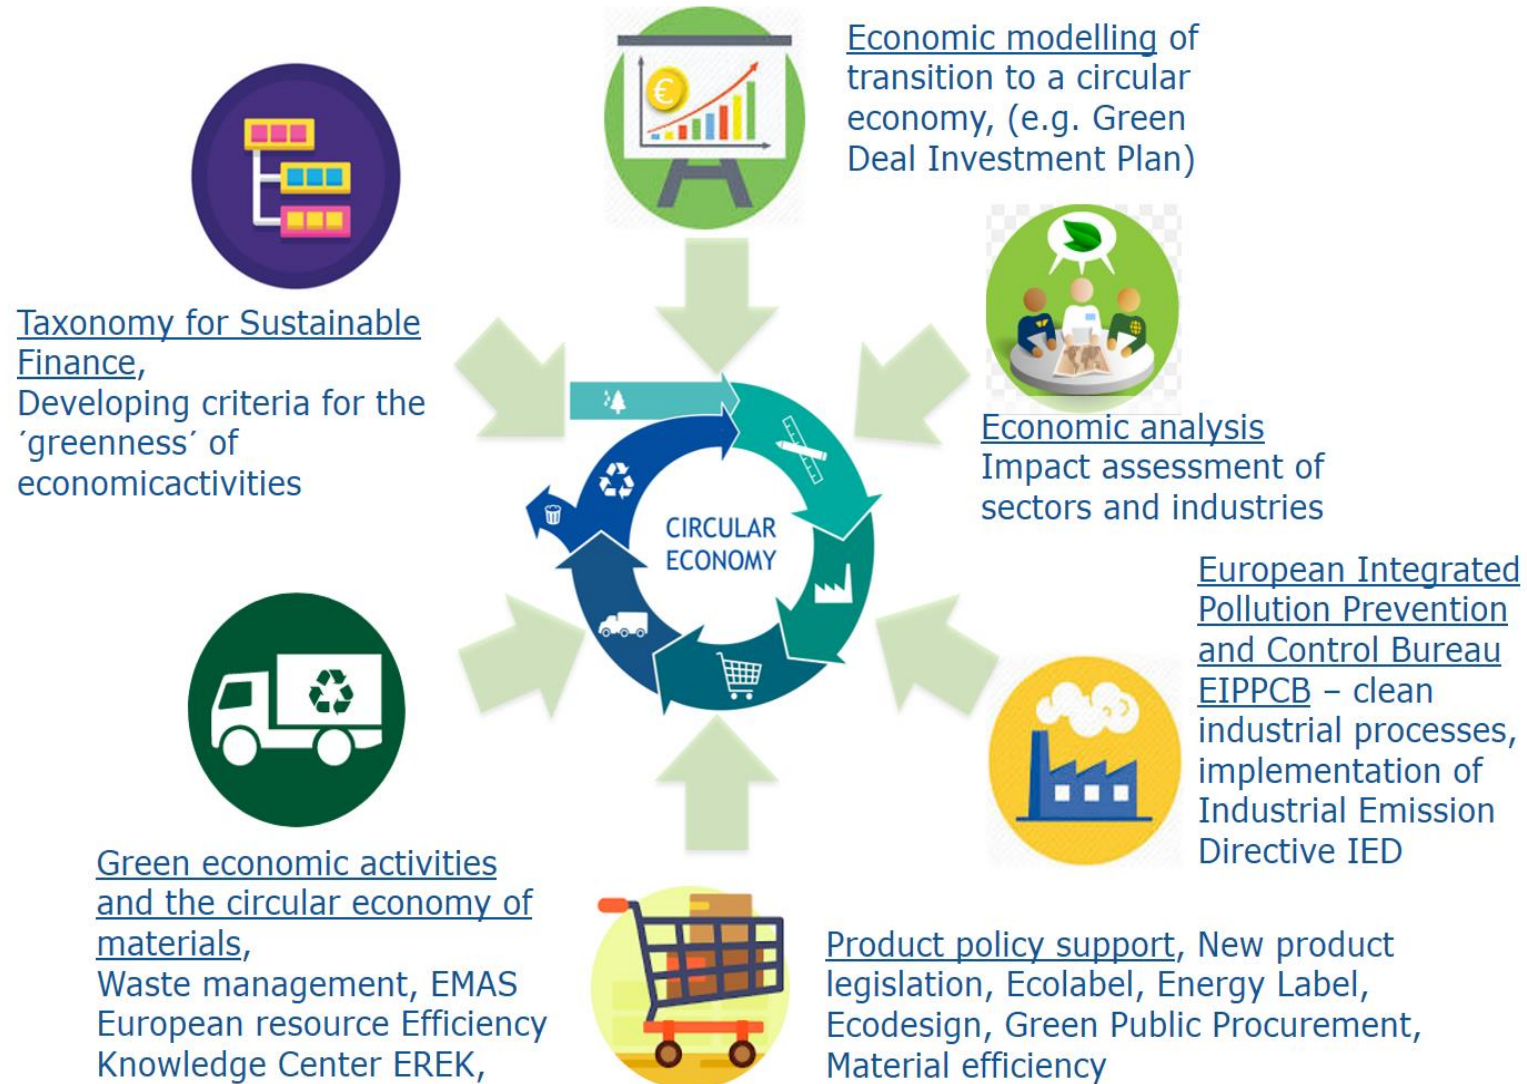 Economic modelling of
transition to a circular
economy, (e.g. Green
Deal Investment Plan)
Taxonomy for Sustainable
Finance,
Developing criteria for the
´greenness´ of
economicactivities
Economic analysis
Impact assessment of
sectors and industries
CIRCULAR
ECONOMY
European Integrated
Pollution Prevention
and Control Bureau
EIPPCB – clean
industrial processes,
implementation of
Industrial Emission
Directive IED
Green economic activities
and the circular economy of
materials,
Waste management, EMAS
European resource Efficiency
Knowledge Center EREK,
Product policy support, New product
legislation, Ecolabel, Energy Label,
Ecodesign, Green Public Procurement,
Material efficiency